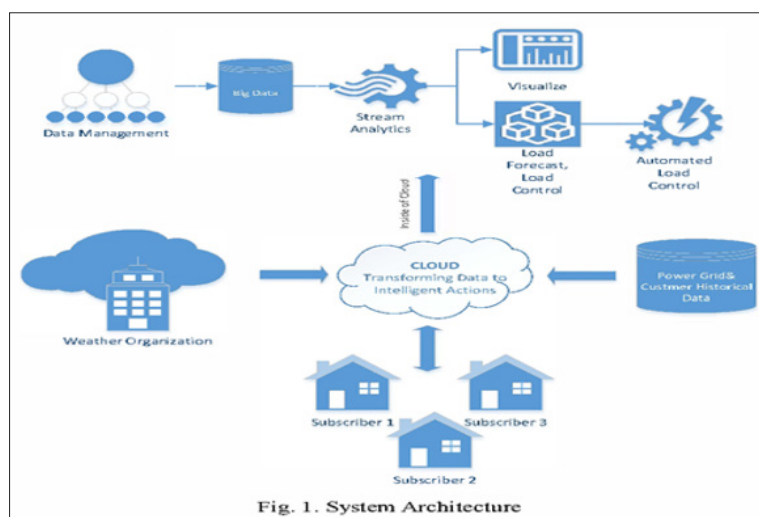 Data Management
Big Data
Stream
Analytics
Visualize
Load
Forecast,
Load
Control
Automated
Load
Control
Inside of Cloud
CLOUD
Transforming Data to
Intelligent Actions
Weather Organization
Power Grid&
Custmer Historical
Data
Subscriber 1
Subscriber 3
Subscriber 2
Fig. 1. System Architecture